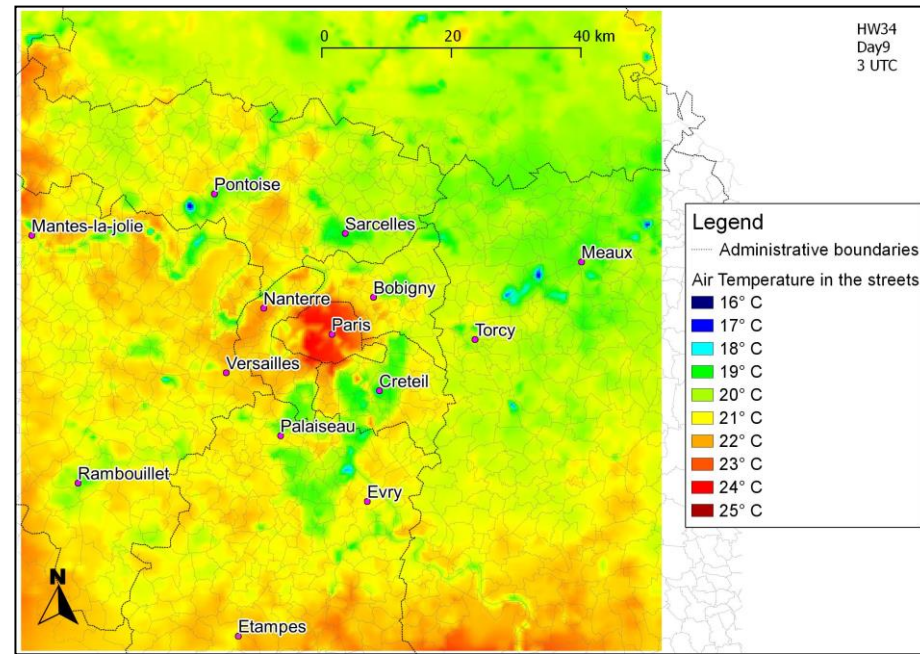 HW34
Day9
3 UTC
0 20 40 km
Pontoise
Mantes-la-jolie
Sarcelles
Meaux
Nanterre
Bobigny
Paris
Torcy
Versailles
Creteil
Palaiseau
Rambouillet
Evry
Etampes
N
Legend
Administrative boundaries
Air Temperature in the streets
16° C
17° C
18° C
19° C
20° C
21° C
22° C
23° C
24° C
25° C